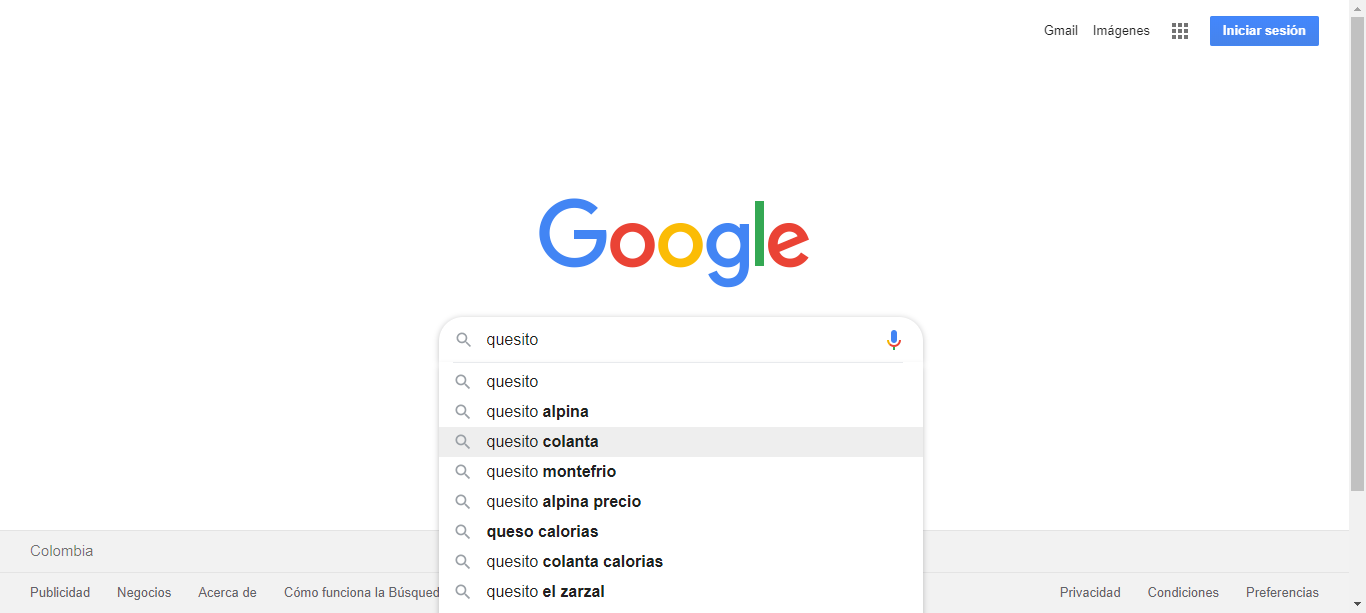 Gmail Imágenes Iniciar sesión
Google
quesito
quesito
quesito alpina
quesito colanta
quesito montefrio
quesito alpina precio
queso calorias
quesito colanta calorias
quesito el zarzal
Colombia
Publicidad Negocios Acerca de Cómo funciona la Búsqued
Privacidad Condiciones Preferencias